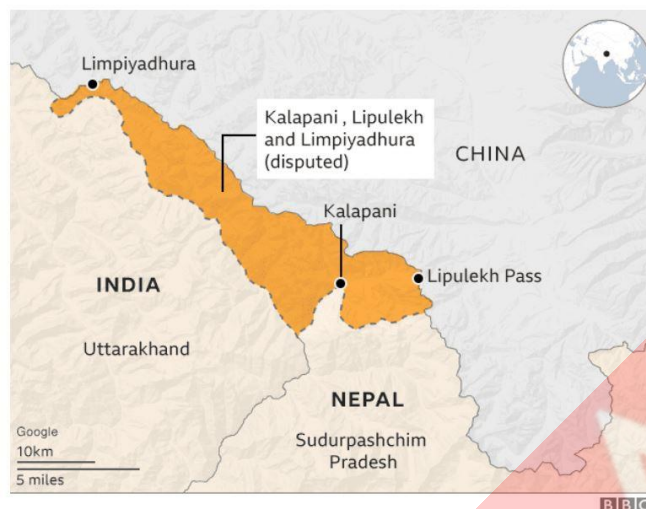 Limpiyadhura
Kalapani , Lipulekh
and Limpiyadhura
(disputed)
CHINA
Kalapani
Lipulekh Pass
INDIA
Uttarakhand
NEPAL
Sudurpashchim
Pradesh
Google
10km
5 miles
BBC